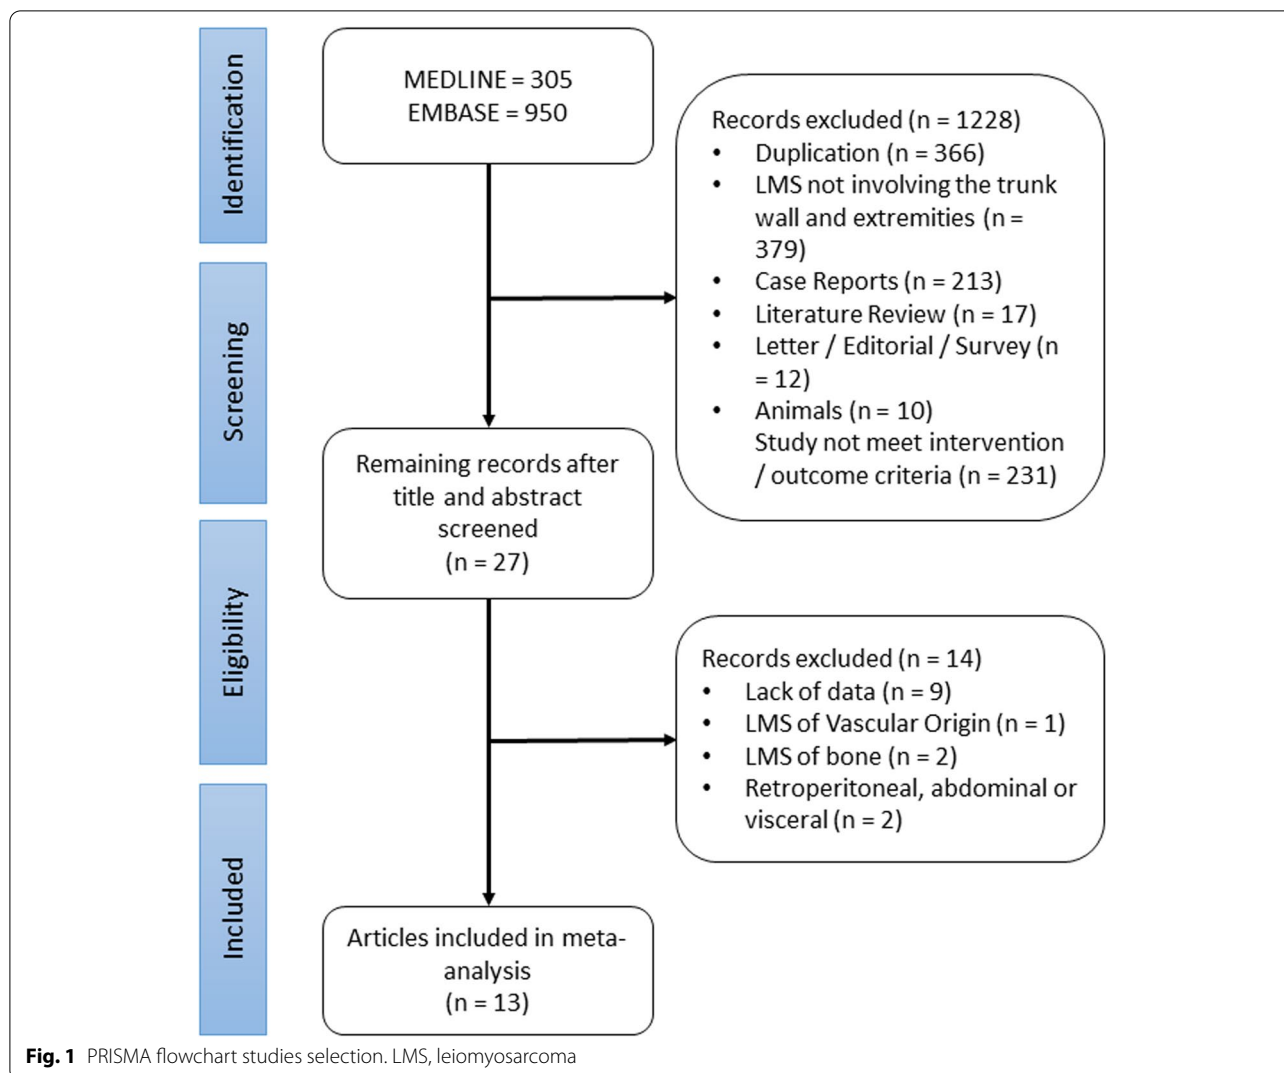 Identification
MEDLINE = 305
EMBASE = 950
Records excluded (n = 1228)
• Duplication (n = 366)
• LMS not involving the trunk
wall and extremities (n =
379)
• Case Reports (n = 213)
• Literature Review (n = 17)
• Letter / Editorial / Survey (n
= 12)
• Animals (n = 10)
Study not meet intervention
/ outcome criteria (n = 231)
Screening
Remaining records after
title and abstract
screened
(n = 27)
Eligibility
Records excluded (n = 14)
• Lack of data (n = 9)
• LMS of Vascular Origin (n = 1)
• LMS of bone (n = 2)
• Retroperitoneal, abdominal or
visceral (n = 2)
Included
Articles included in meta-
analysis
(n = 13)
Fig. 1 PRISMA flowchart studies selection. LMS, leiomyosarcoma